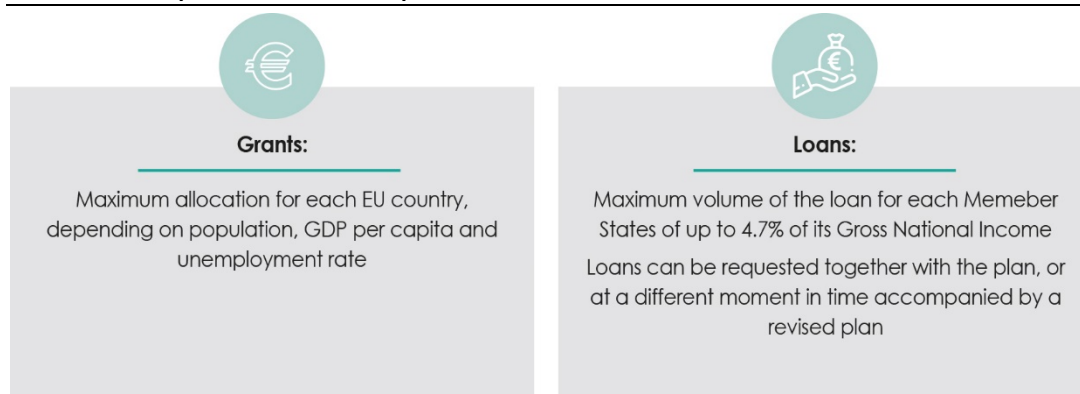 Grants:
Maximum allocation for each EU country,
depending on population, GDP per capita and
unemployment rate
Loans:
Maximum volume of the loan for each Memeber
States of up to 4.7% of its Gross National Income
Loans can be requested together with the plan, or
at a different moment in time accompanied by a
revised plan